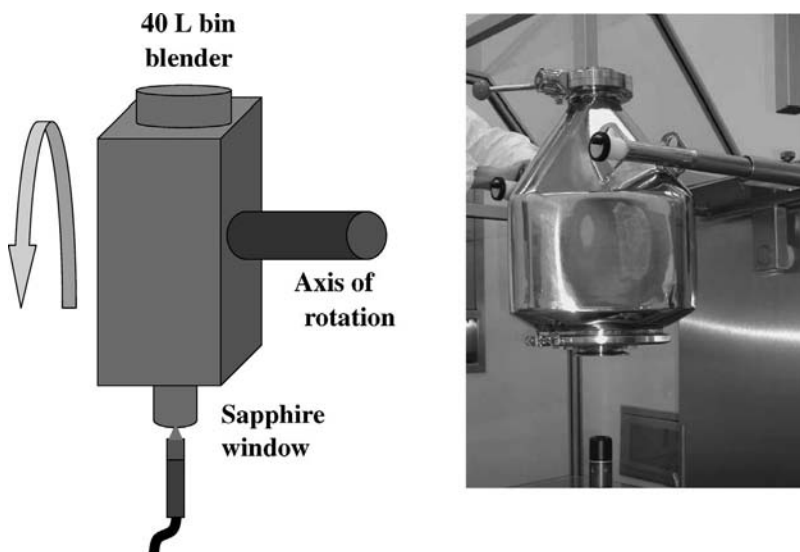 40 L bin
blender
Axis of
rotation
Sapphire
window